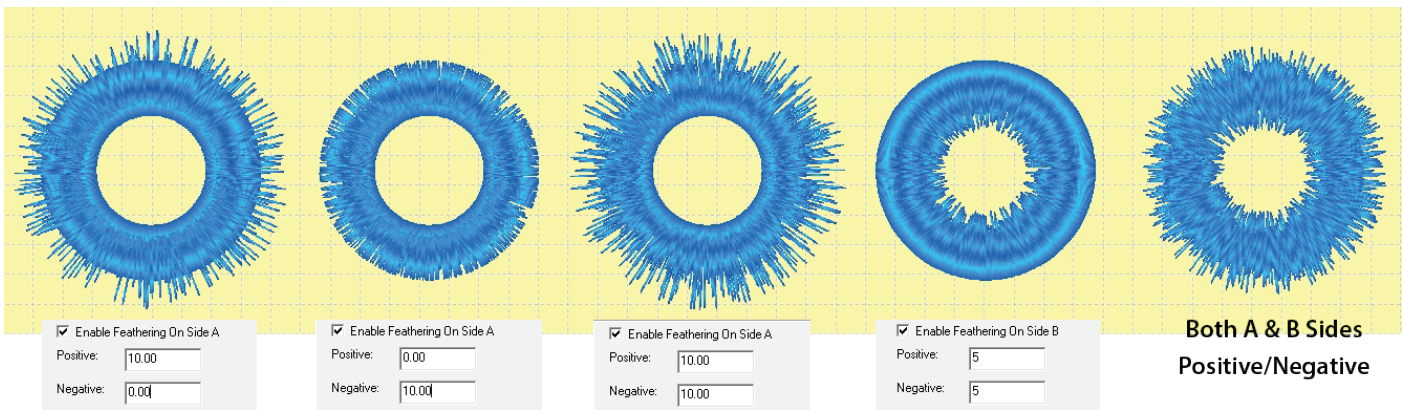 Enable Feathering On Side A
Positive: 10.00
Negative: 0.00
Enable Feathering On Side A
Positive: 0.00
Negative: 10.00
Enable Feathering On Side A
Positive: 10.00
Negative: 10.00
Enable Feathering On Side B
Positive: 5
Negative: 5
Both A & B Sides
Positive/Negative